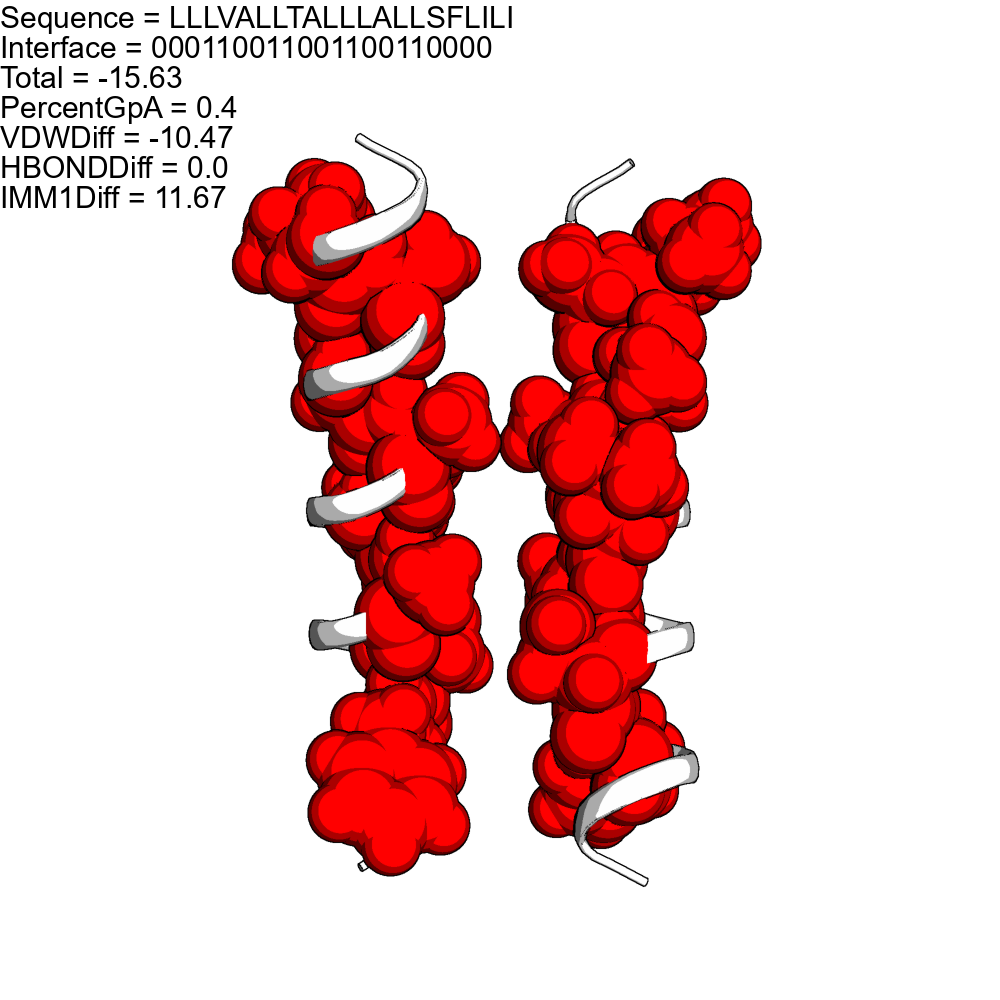 Sequence = LLLVALLTALLLALLSFLILI
Interface = 000110011001100110000
Total = -15.63
PercentGpA = 0.4
VDWDiff = -10.47
HBONDDiff = 0.0
IMM1Diff = 11.67